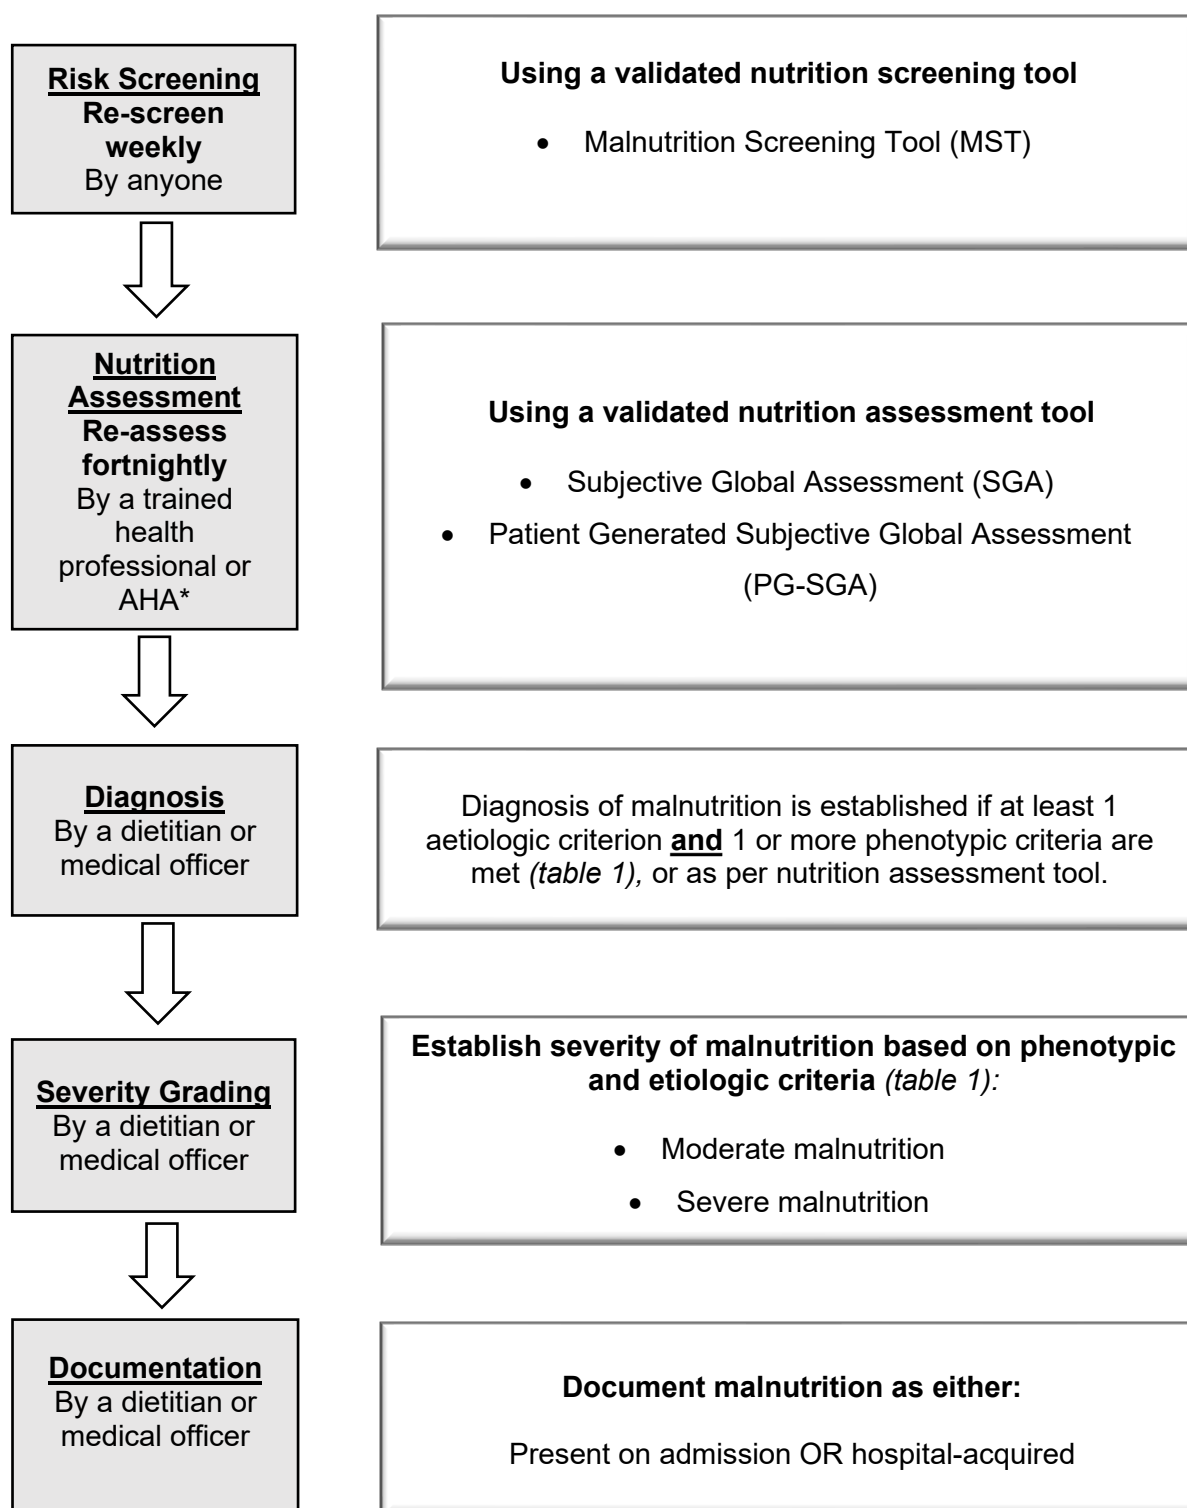 Risk Screening
Re-screen
weekly
By anyone
Using a validated nutrition screening tool
• Malnutrition Screening Tool (MST)
Nutrition
Assessment
Re-assess
fortnightly
By a trained
health
professional or
AHA*
Using a validated nutrition assessment tool
• Subjective Global Assessment (SGA)
• Patient Generated Subjective Global Assessment
(PG-SGA)
Diagnosis
By a dietitian or
medical officer
Diagnosis of malnutrition is established if at least 1
aetiologic criterion and 1 or more phenotypic criteria are
met (table 1), or as per nutrition assessment tool.
Severity Grading
By a dietitian or
medical officer
Establish severity of malnutrition based on phenotypic
and etiologic criteria (table 1):
• Moderate malnutrition
• Severe malnutrition
Documentation
By a dietitian or
medical officer
Document malnutrition as either:
Present on admission OR hospital-acquired